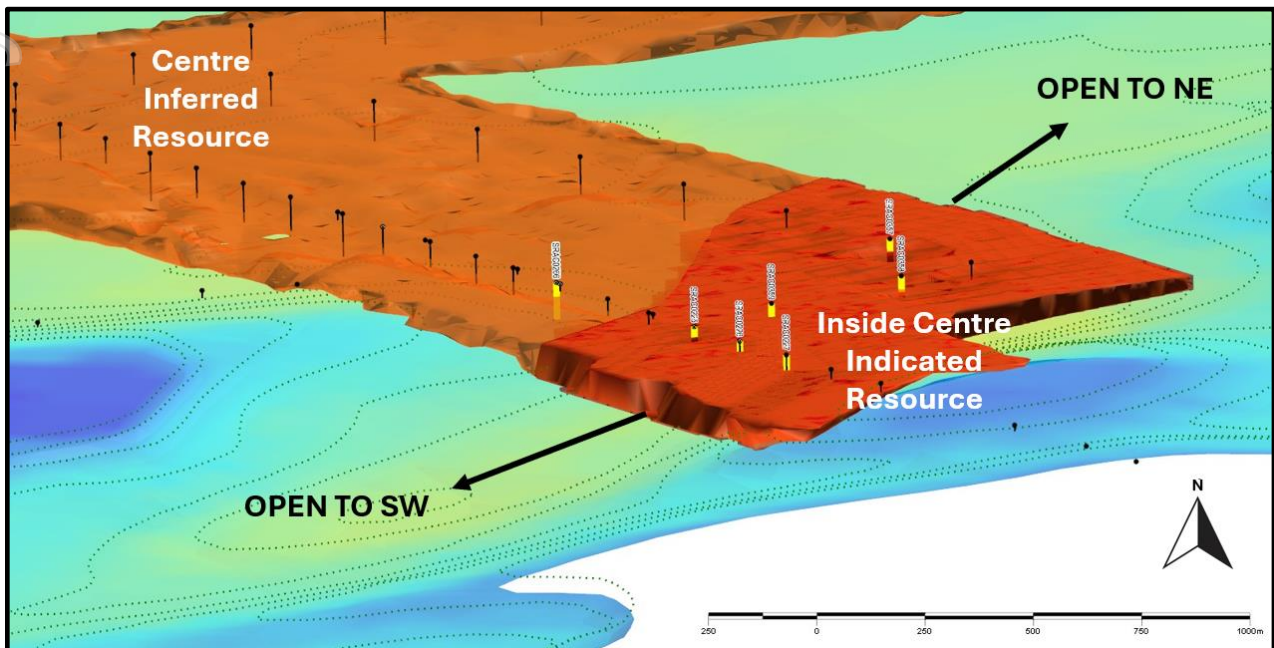 Centre
Inferred
Resource
OPEN TO NE
Inside Centre
Indicated
Resource
OPEN TO SW
N
250 0 250 500 750 1000m